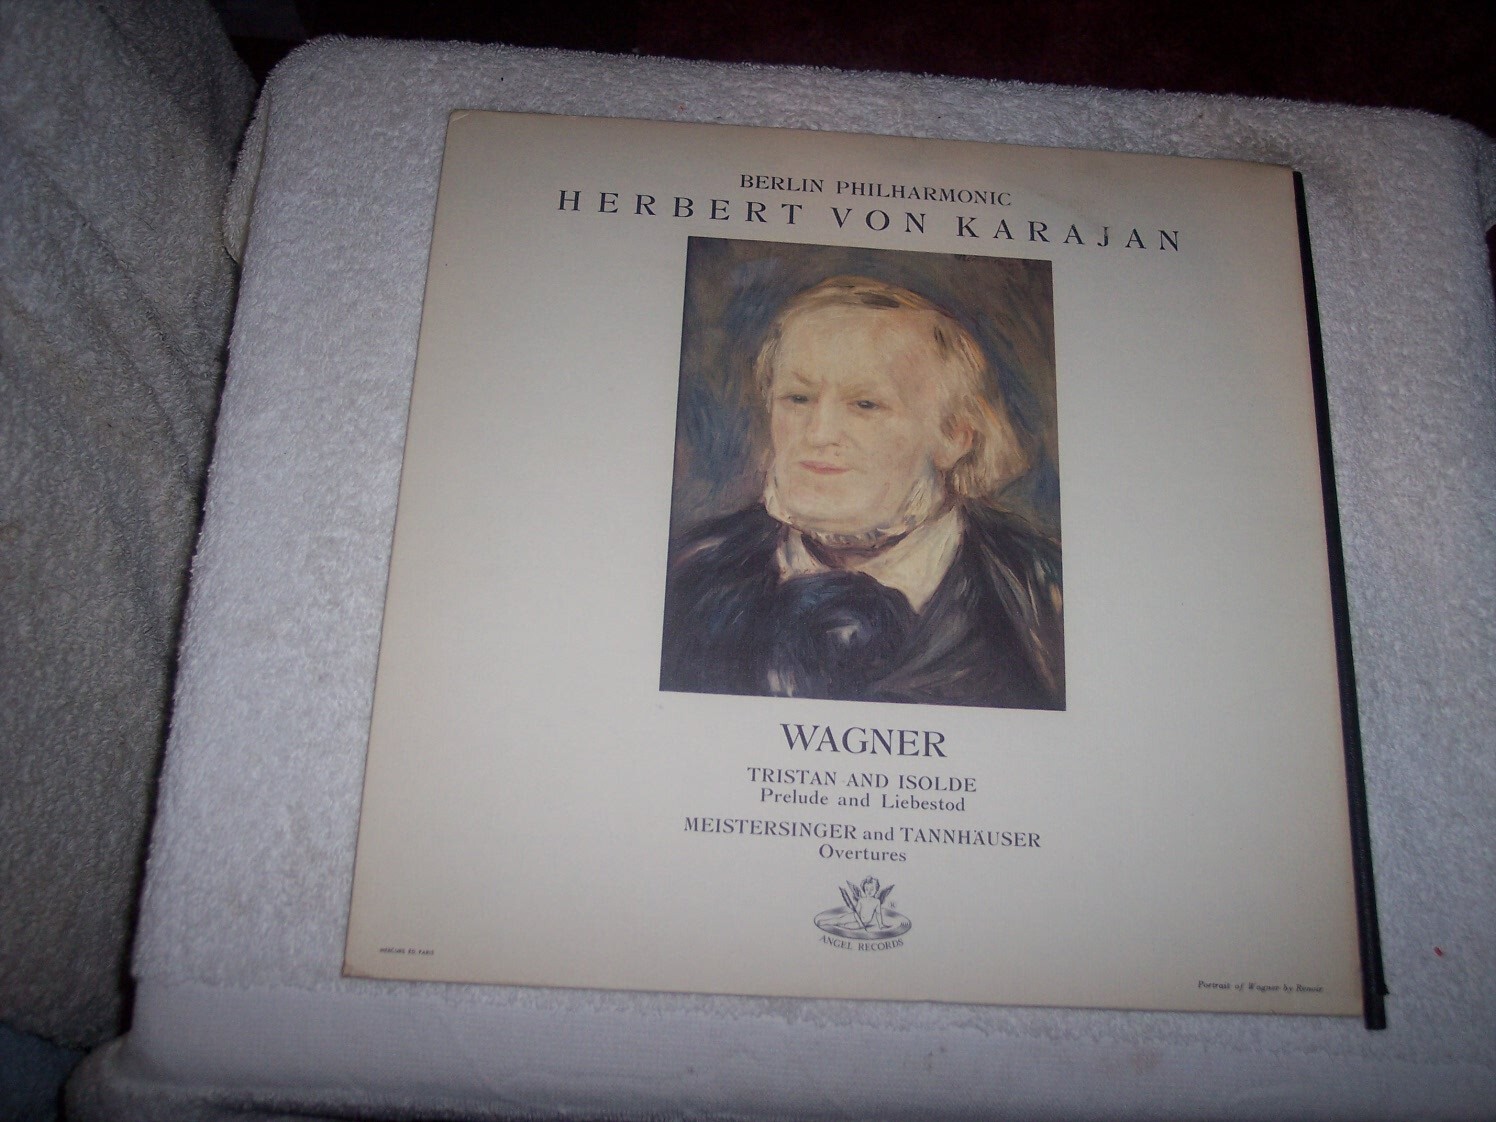 BERLIN PHILHARMONIC
HERBERT VON KARAJAN
WAGNER
TRISTAN AND ISOLDE
Prelude and Liebestod
MEISTERSINGER and TANNHÄUSER
Overtures
ANGEL RECORDS
Portrait of Wagner by Renoir